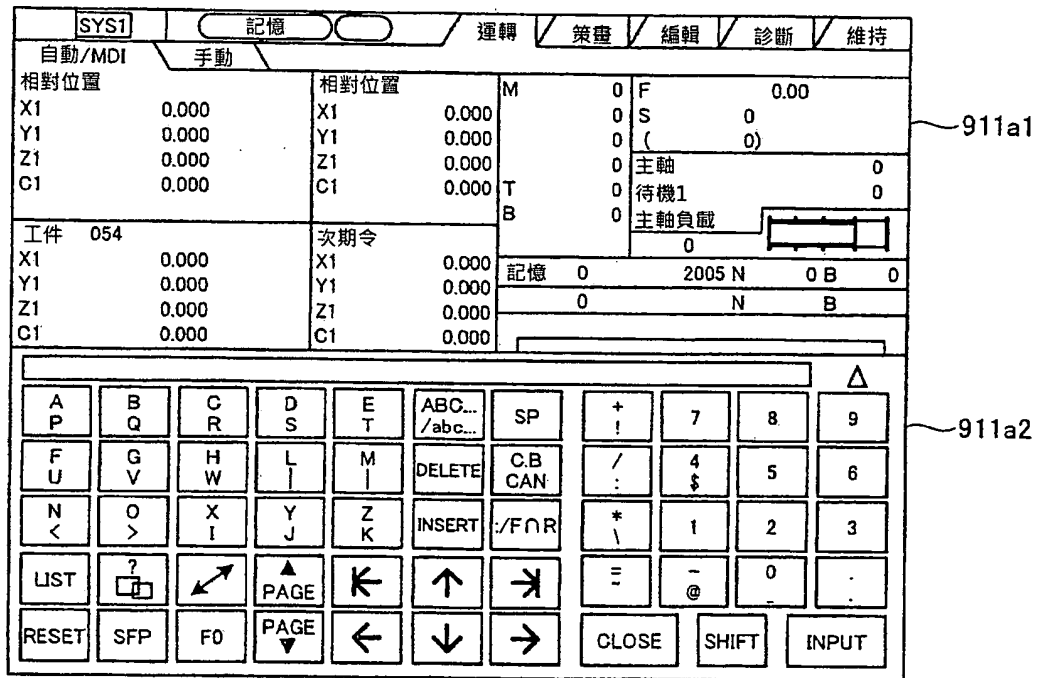 SYS1 記憶 運轉 策畫 編輯 診斷 維持
自動/MDI 手動
相對位置
X1 0.000
Y1 0.000
Z1 0.000
C1 0.000
相對位置
X1 0.000
Y1 0.000
Z1 0.000
C1 0.000
M 0
0
0
0
T 0
B 0
F 0.00
S 0
( 0)
主軸 0
待機1 0
主軸負載
0
911a1
工件 054
X1 0.000
Y1 0.000
Z1 0.000
C1 0.000
次期令
X1 0.000
Y1 0.000
Z1 0.000
C1 0.000
記憶 0 2005 N 0 B 0
0 N B
△
A B C D E ABC... SP + 7 8 9
P Q R S T /abc... !
911a2
F G H L M DELETE C.B / 4 5 6
U V W | | CAN : $
N O X Y Z INSERT :/F∩R * 1 2 3
< > I J K \
LIST ? ▲ ↑ = - 0 .
PAGE ~ @ _ .
RESET SFP F0 PAGE ← ↓ → CLOSE SHIFT INPUT
▼